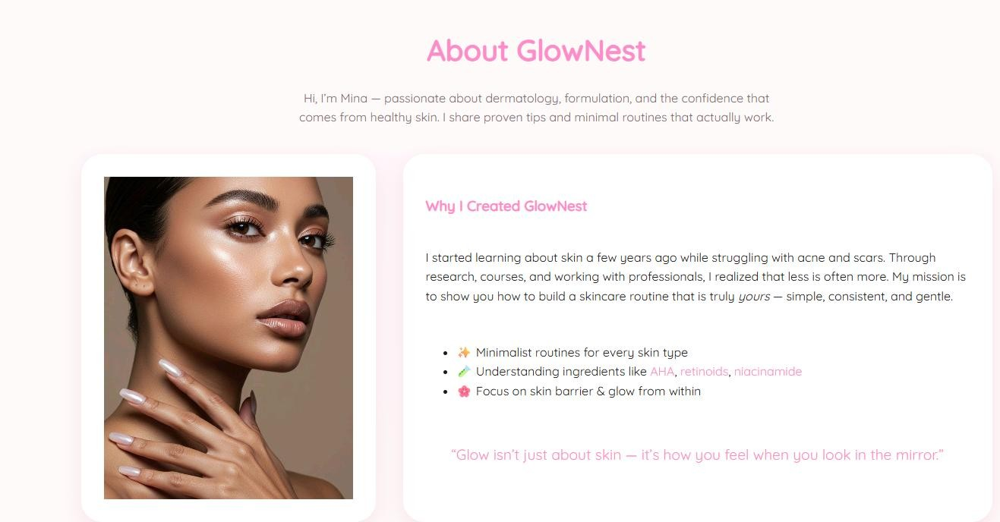 About GlowNest
Hi, I’m Mina — passionate about dermatology, formulation, and the confidence that
comes from healthy skin. I share proven tips and minimal routines that actually work.
Why I Created GlowNest
I started learning about skin a few years ago while struggling with acne and scars. Through
research, courses, and working with professionals, I realized that less is often more. My mission is
to show you how to build a skincare routine that is truly yours — simple, consistent, and gentle.
• ✨ Minimalist routines for every skin type
• 🧪 Understanding ingredients like AHA, retinoids, niacinamide
• 🌸 Focus on skin barrier & glow from within
“Glow isn’t just about skin — it’s how you feel when you look in the mirror.”